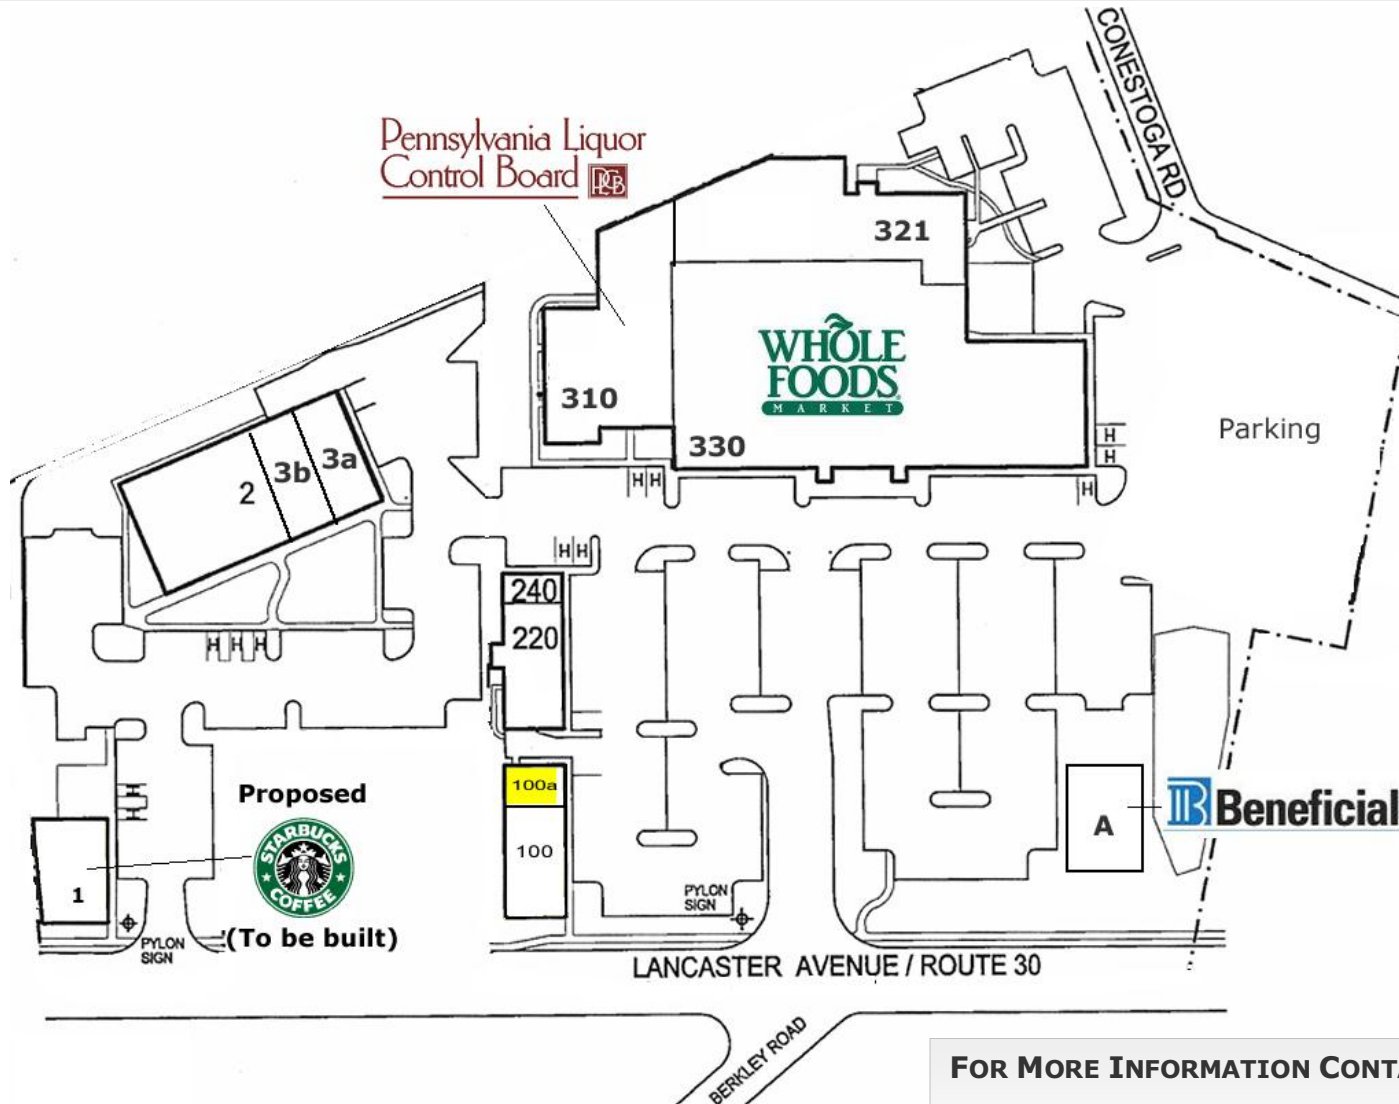 CONESTOGA RD
Pennsylvania Liquor
Control Board PLCB
321
WHOLE
FOODS
MARKET
310
330
Parking
H
H
H H
H
2
3b
3a
H H
240
220
H H H
H
H
100a
100
Proposed
STARBUCKS
COFFEE
(To be built)
1
PYLON
SIGN
PYLON
SIGN
A
B Beneficial
LANCASTER AVENUE / ROUTE 30
BERKLEY ROAD
FOR MORE INFORMATION CONTA